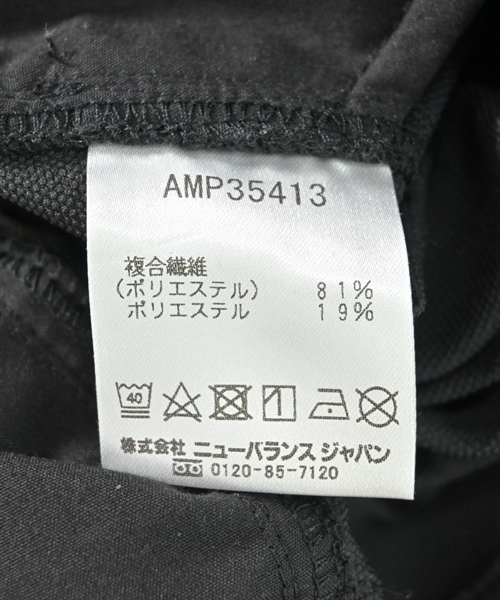 AMP35413
複合繊維
(ポリエステル) 81%
ポリエステル 19%
40
株式会社 ニューバランス ジャパン
0120-85-7120